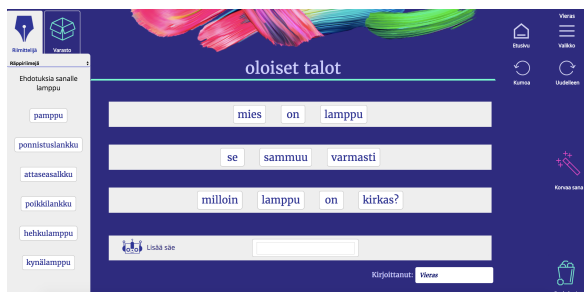 Vieras
Riimittelijä
Varasto
Etusivu
Valikko
Räppiriimejä
Ehdotuksia sanalle
lamppu
oloiset talot
Kumoa
Uudelleen
pamppu
ponnistuslankku
attaseasalkku
poikkilankku
hehkulamppu
kynälamppu
mies on lamppu
se sammuu varmasti
milloin lamppu on kirkas?
Korvaa sana
Lisää säe
Kirjoittanut: Vieras